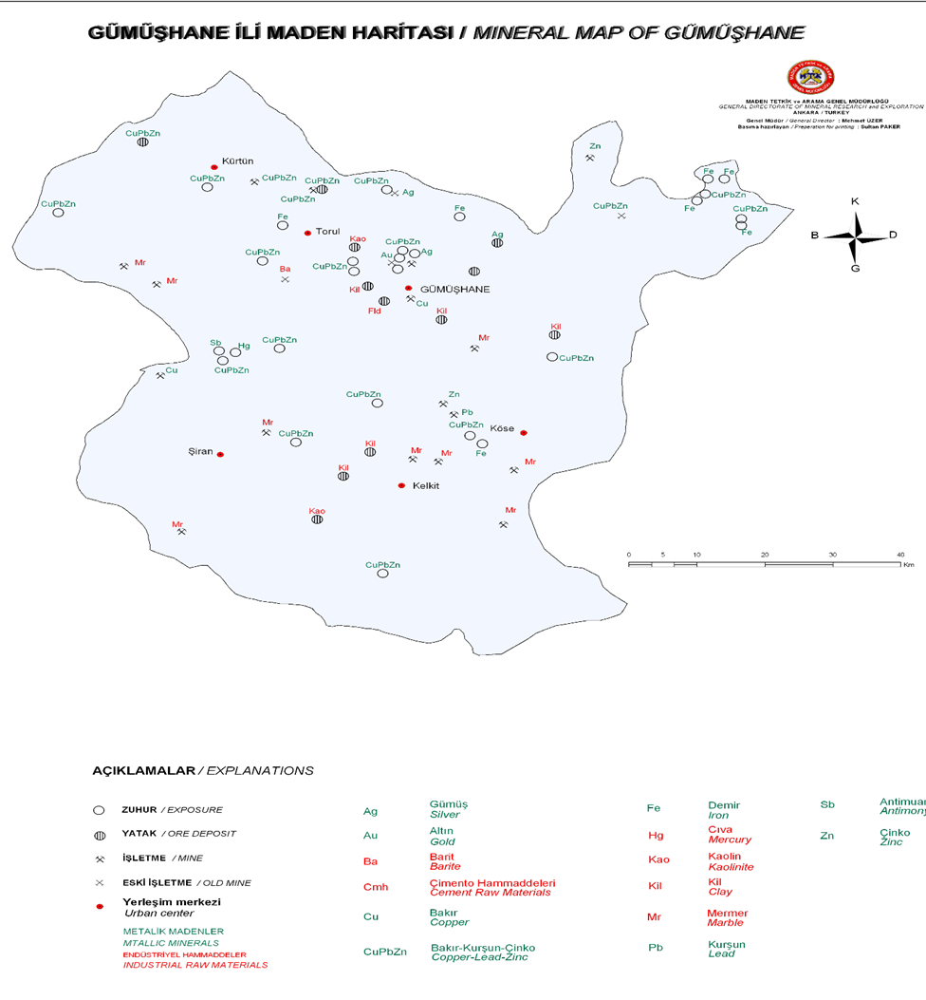 GÜMÜŞHANE İLİ MADEN HARİTASI / MINERAL MAP OF GÜMÜŞHANE
MADEN TETKİK ve ARAMA GENEL MÜDÜRLÜĞÜ
GENERAL DIRECTORATE OF MINERAL RESEARCH and EXPLORATION
ANKARA / TURKEY
Genel Müdür / General Director : Mehmet ÜZER
Basıma hazırlayan / Preparation for printing : Sultan PAKER
MTA
CuPbZn
Kürtün
CuPbZn
CuPbZn
CuPbZn
CuPbZn
CuPbZn
Ag
CuPbZn
CuPbZn
Fe
Torul
Fe
Zn
CuPbZn
Fe
Fe
CuPbZn
Fe
CuPbZn
Fe
K
B
D
G
Kao
CuPbZn
Ag
Ag
Au
CuPbZn
CuPbZn
Mr
Mr
Ba
Kil
GÜMÜŞHANE
Fld
Cu
Kil
Kil
Mr
CuPbZn
Sb
Hg
CuPbZn
CuPbZn
Cu
CuPbZn
Zn
Pb
CuPbZn
Köse
Fe
Mr
CuPbZn
Şiran
Kil
Mr
Mr
Mr
Kil
Kelkit
Kao
Mr
Mr
CuPbZn
0 5 10 20 30 40
Km
AÇIKLAMALAR / EXPLANATIONS
ZUHUR / EXPOSURE
YATAK / ORE DEPOSIT
İŞLETME / MINE
ESKİ İŞLETME / OLD MINE
Yerleşim merkezi
Urban center
METALİK MADENLER
MTALLIC MINERALS
ENDÜSTRİYEL HAMMADDELER
INDUSTRIAL RAW MATERIALS
Ag Gümüş
Silver
Au Altın
Gold
Ba Barit
Barite
Cmh Çimento Hammaddeleri
Cement Raw Materials
Cu Bakır
Copper
CuPbZn Bakır-Kurşun-Çinko
Copper-Lead-Zinc
Fe Demir
Iron
Hg Cıva
Mercury
Kao Kaolin
Kaolinite
Kil Kil
Clay
Mr Mermer
Marble
Pb Kurşun
Lead
Sb Antimuan
Antimony
Zn Çinko
Zinc